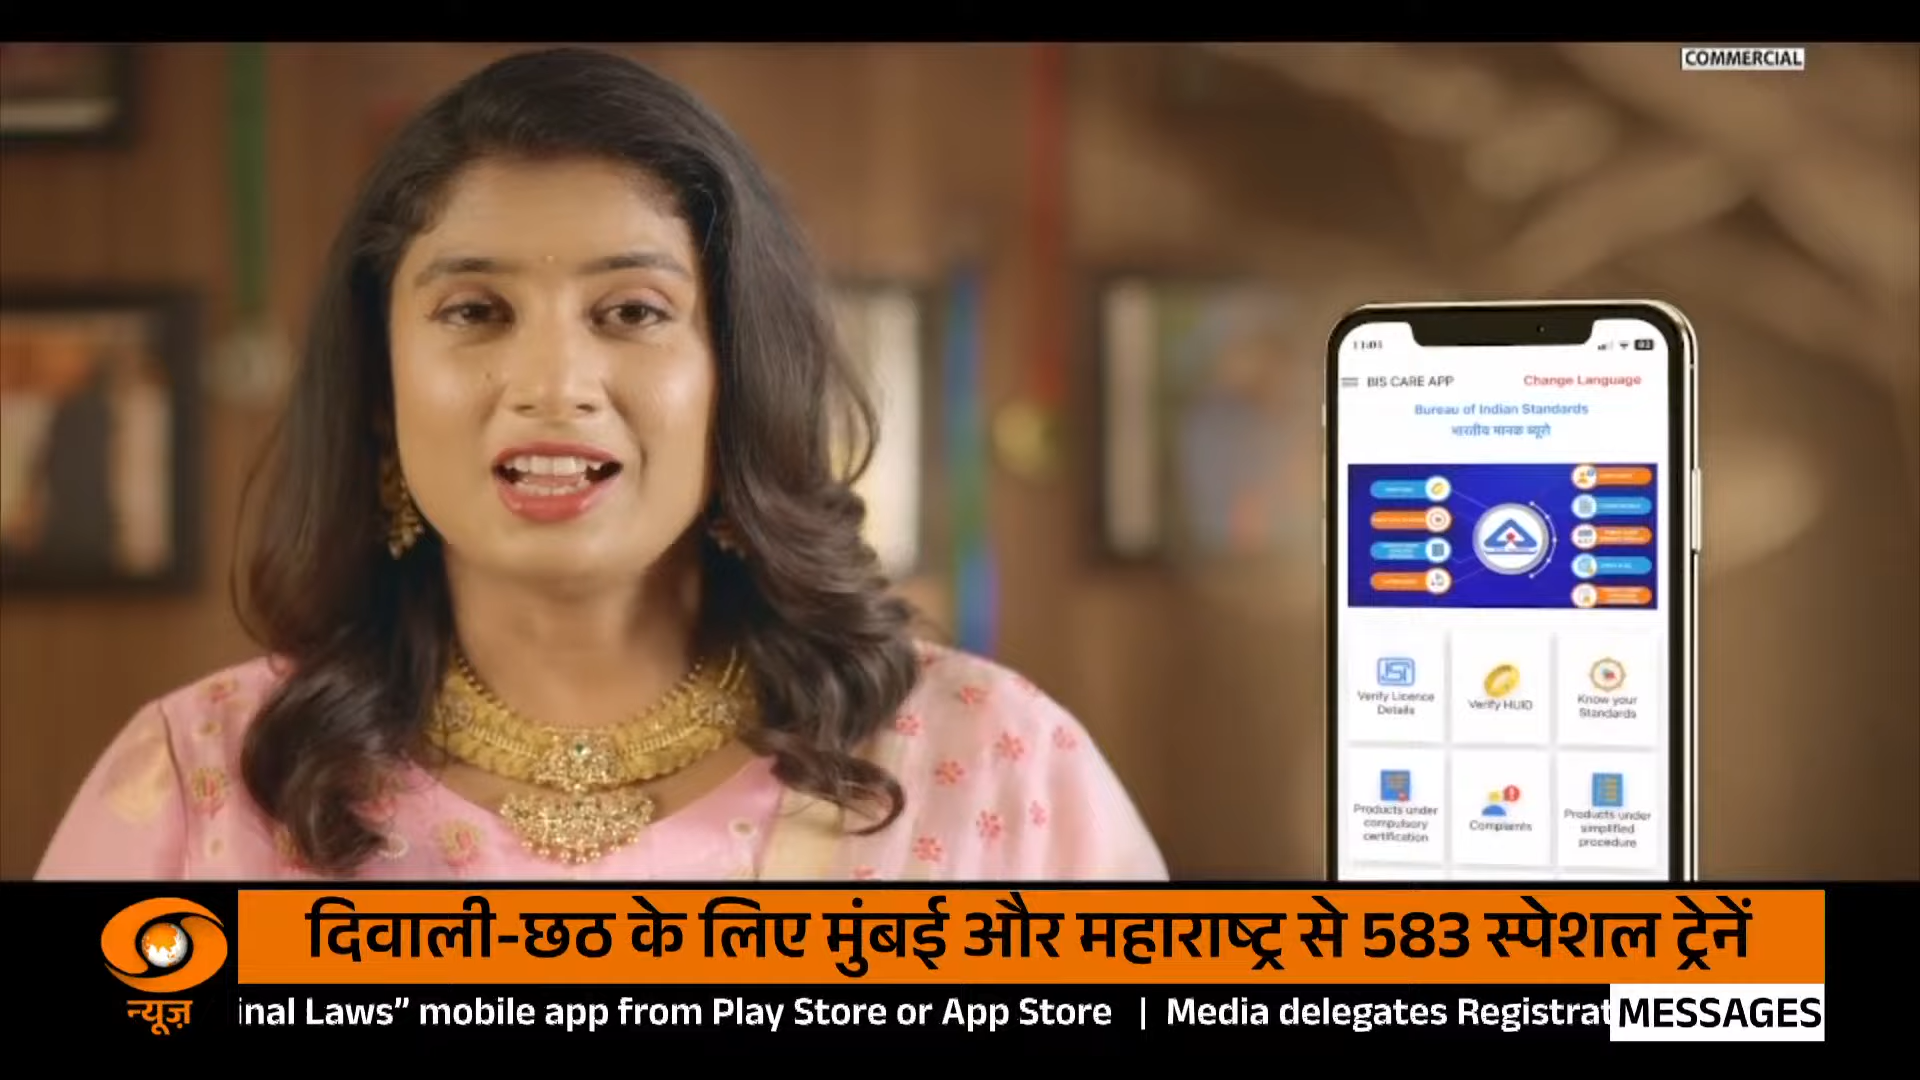 COMMERCIAL
11:01
BIS CARE APP
Change Language
Bureau of Indian Standards
भारतीय मानक ब्यूरो
Verify Licence
Details
Verify HUID
Know your
Standards
Products under
compulsory
certification
Complaints
Products under
simplified
procedure
दिवाली-छठ के लिए मुंबई और महाराष्ट्र से 583 स्पेशल ट्रेनें
न्यूज़
inal Laws” mobile app from Play Store or App Store | Media delegates Registrat
MESSAGES